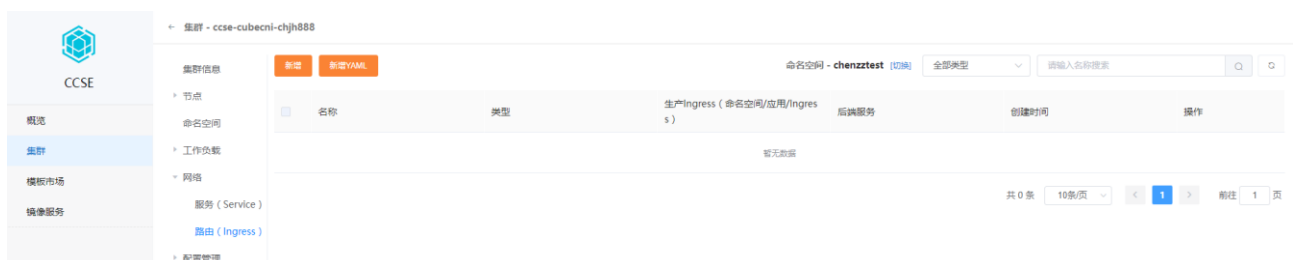 CCSE
概览
集群
模板市场
镜像服务
← 集群 - ccse-cubecni-chjh888
集群信息
节点
命名空间
工作负载
网络
服务（Service）
路由（Ingress）
配置管理
新增 新增YAML 命名空间 - chenzztest [切换] 全部类型 请输入名称搜索
名称 类型 生产Ingress（命名空间/应用/Ingres
s） 后端服务 创建时间 操作
暂无数据
共 0 条 10条/页 < 1 > 前往 1 页